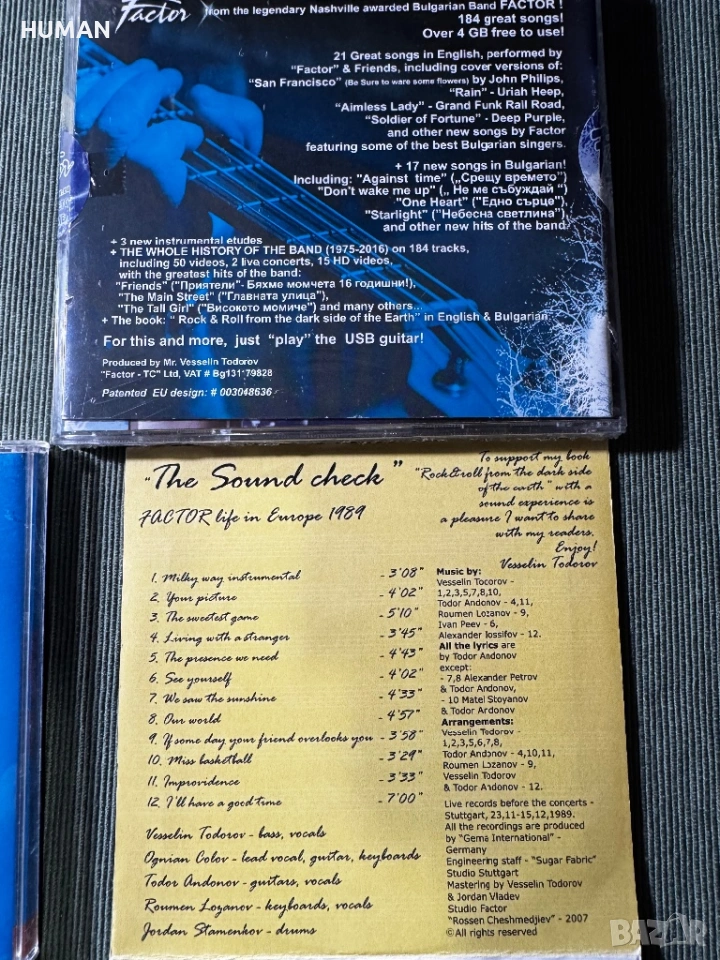 HUMAN
Factor
from the legendary Nashville awarded Bulgarian Band FACTOR !
184 great songs!
Over 4 GB free to use!
21 Great songs in English, performed by
"Factor" & Friends, including cover versions of:
"San Francisco" (Be Sure to ware some flowers) by John Philips,
"Rain" - Uriah Heep,
"Aimless Lady" - Grand Funk Rail Road,
"Soldier of Fortune" - Deep Purple,
and other new songs by Factor
featuring some of the best Bulgarian singers.
+ 17 new songs in Bulgarian!
Including: "Against time" („Срещу времето")
"Don't wake me up" („ Не ме събуждай “)
"One Heart" ("Едно сърце"),
"Starlight" ("Небесна светлина"),
and other new hits of the band.
+ 3 new instrumental etudes
+ THE WHOLE HISTORY OF THE BAND (1975-2016) on 184 tracks,
including 50 videos, 2 live concerts, 15 HD videos,
with the greatest hits of the band:
"Friends" ("Приятели"- Бяхме момчета 16 годишни!),
"The Main Street" ("Главната улица"),
"The Tall Girl" ("Високото момиче") and many others...
+ The book: " Rock & Roll from the dark side of the Earth" in English & Bulgarian
For this and more, just "play" the USB guitar!
Produced by Mr. Vesselin Todorov
"Factor - TC" Ltd, VAT # Bg131179828
Patented EU design: # 003048636
"The Sound check"
FACTOR life in Europe 1989
To support my book
"Rock&roll from the dark side
of the earth" with a
sound experience is
a pleasure I want to share
with my readers.
Enjoy!
Vesselin Todorov
1. Milky way instrumental - 3'08"
2. Your picture - 4'02"
3. The sweetest game - 5'10"
4. Living with a stranger - 3'45"
5. The presence we need - 4'43"
6. See yourself - 4'02"
7. We saw the sunshine - 4'33"
8. Our world - 4'57"
9. If some day your friend overlooks you - 3'58"
10. Miss basketball - 3'29"
11. Improvidence - 3'33"
12. I'll have a good time - 7'00"
Vesselin Todorov - bass, vocals
Ognian Colov - lead vocal, guitar, keyboards
Todor Andonov - guitars, vocals
Roumen Lozanov - keyboards, vocals
Jordan Stamenkov - drums
Music by:
Vesselin Tocorov -
1,2,3,5,7,8,10,
Todor Andonov - 4,11,
Roumen Lozanov - 9,
Ivan Peev - 6,
Alexander Iossifov - 12.
All the lyrics are
by Todor Andonov
except:
- 7,8 Alexander Petrov
& Todor Andonov,
- 10 Matei Stoyanov
& Todor Andonov
Arrangements:
Vesselin Todorov -
1,2,3,5,6,7,8,
Todor Andonov - 4,10,11,
Roumen Lozanov - 9,
Vesselin Todorov
& Todor Andonov - 12.
Live records before the concerts -
Stuttgart, 23,11-15,12,1989.
All the recordings are produced
by "Gema International" -
Germany
Engineering staff - "Sugar Fabric"
Studio Stuttgart
Mastering by Vesselin Todorov
& Jordan Vladev
Studio Factor
"Rossen Cheshmedjiev" - 2007
©All rights reserved
BAZAR